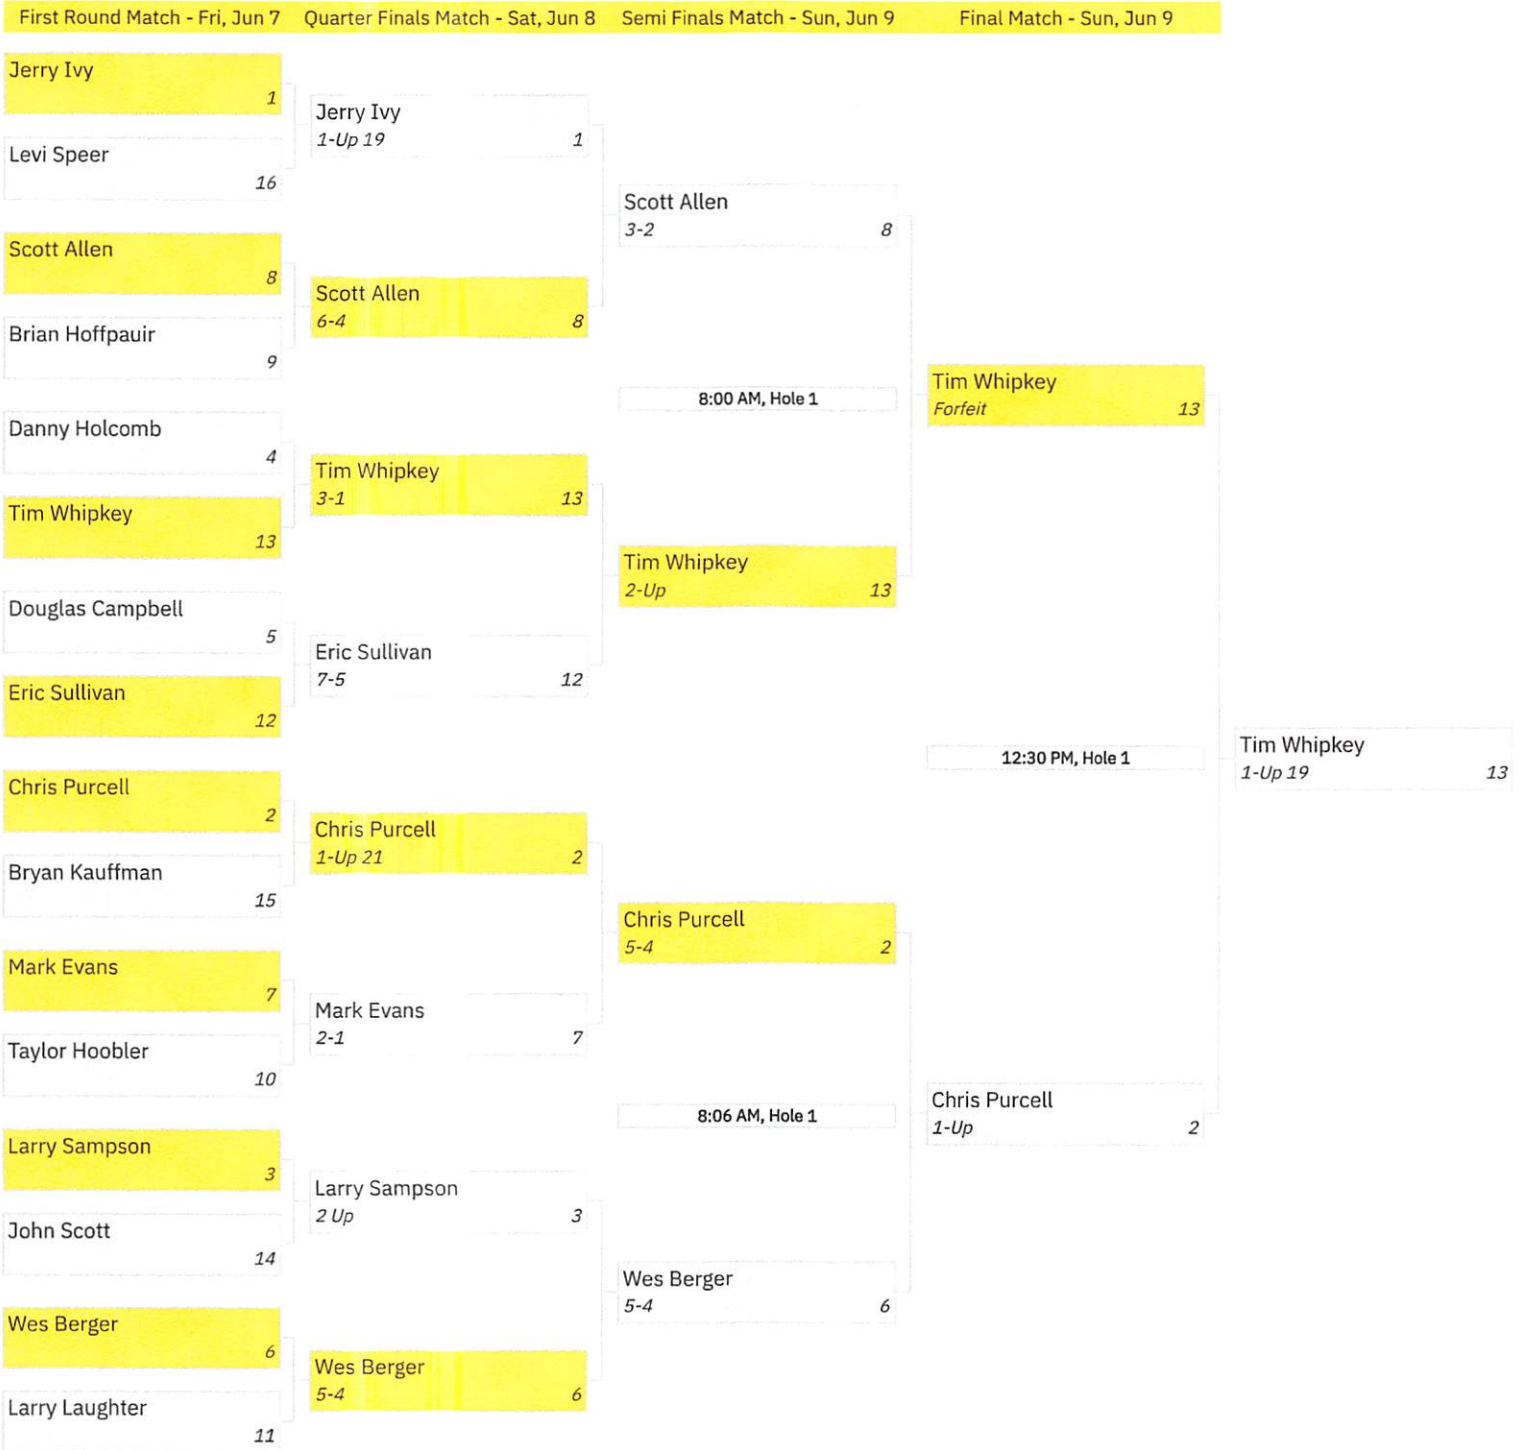 First Round Match - Fri, Jun 7
Quarter Finals Match - Sat, Jun 8
Semi Finals Match - Sun, Jun 9
Final Match - Sun, Jun 9
Jerry Ivy
1
Levi Speer
16
Scott Allen
8
Brian Hoffpauir
9
Danny Holcomb
4
Tim Whipkey
13
Douglas Campbell
5
Eric Sullivan
12
Chris Purcell
2
Bryan Kauffman
15
Mark Evans
7
Taylor Hoobler
10
Larry Sampson
3
John Scott
14
Wes Berger
6
Larry Laughter
11
Jerry Ivy
1-Up 19 1
Scott Allen
6-4 8
Tim Whipkey
3-1 13
Eric Sullivan
7-5 12
Chris Purcell
1-Up 21 2
Mark Evans
2-1 7
Larry Sampson
2 Up 3
Wes Berger
5-4 6
Scott Allen
3-2 8
8:00 AM, Hole 1
Tim Whipkey
2-Up 13
Chris Purcell
5-4 2
8:06 AM, Hole 1
Wes Berger
5-4 6
Tim Whipkey
Forfeit 13
12:30 PM, Hole 1
Chris Purcell
1-Up 2
Tim Whipkey
1-Up 19 13